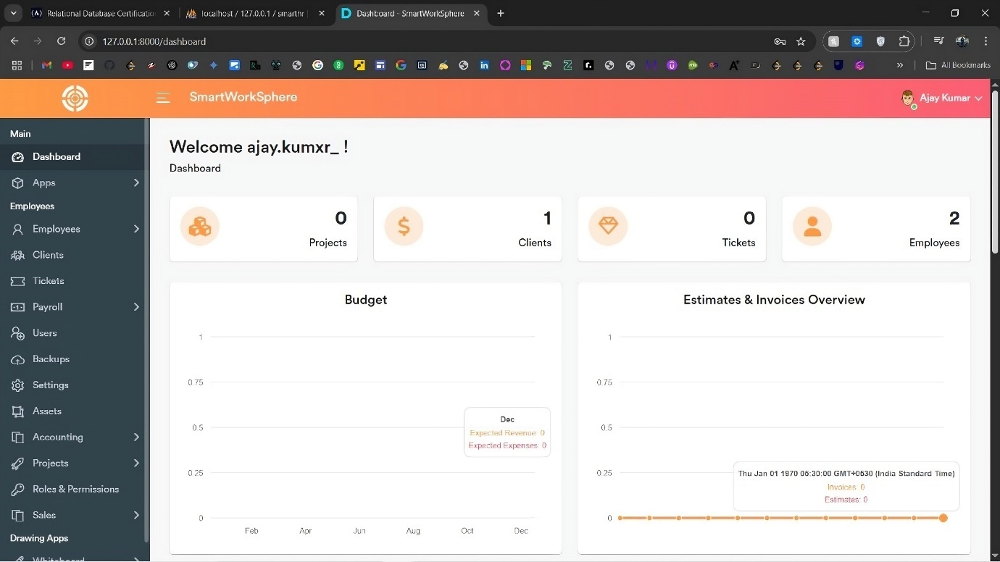 Relational Database Certificatio
localhost / 127.0.0.1 / smarthr
Dashboard - SmartWorkSphere
127.0.0.1:8000/dashboard
All Bookmarks
SmartWorkSphere
Ajay Kumar
Main
Dashboard
Apps
Employees
Employees
Clients
Tickets
Payroll
Users
Backups
Settings
Assets
Accounting
Projects
Roles & Permissions
Sales
Drawing Apps
Whiteboard
Welcome ajay.kumxr_ !
Dashboard
0
Projects
1
Clients
0
Tickets
2
Employees
Budget
1
0.75
0.5
0.25
0
Dec
Expected Revenue: 0
Expected Expenses: 0
Feb Apr Jun Aug Oct Dec
Estimates & Invoices Overview
1
0.75
0.5
0.25
0
Thu Jan 01 1970 05:30:00 GMT+0530 (India Standard Time)
Invoices: 0
Estimates: 0